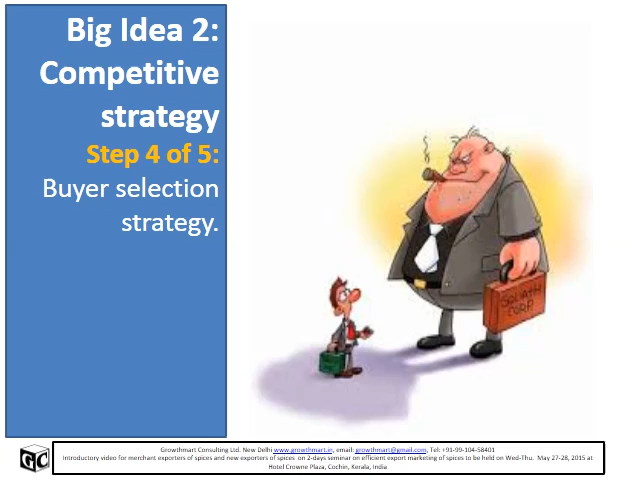 Big Idea 2:
Competitive
strategy
Step 4 of 5:
Buyer selection
strategy.
GOLIATH
CORP.
GC
Growthmart Consulting Ltd. New Delhi www.growthmart.in, email: growthmart@gmail.com, Tel: +91-99-104-58401
Introductory video for merchant exporters of spices and new exporters of spices on 2-days seminar on efficient export marketing of spices to be held on Wed-Thu. May 27-28, 2015 at
Hotel Crowne Plaza, Cochin, Kerala, India